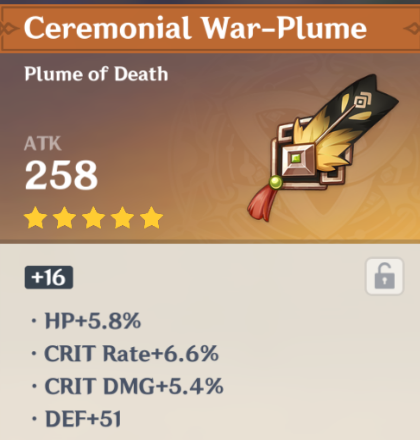 Ceremonial War-Plume
Plume of Death
ATK
258
+16
· HP+5.8%
· CRIT Rate+6.6%
· CRIT DMG+5.4%
· DEF+51